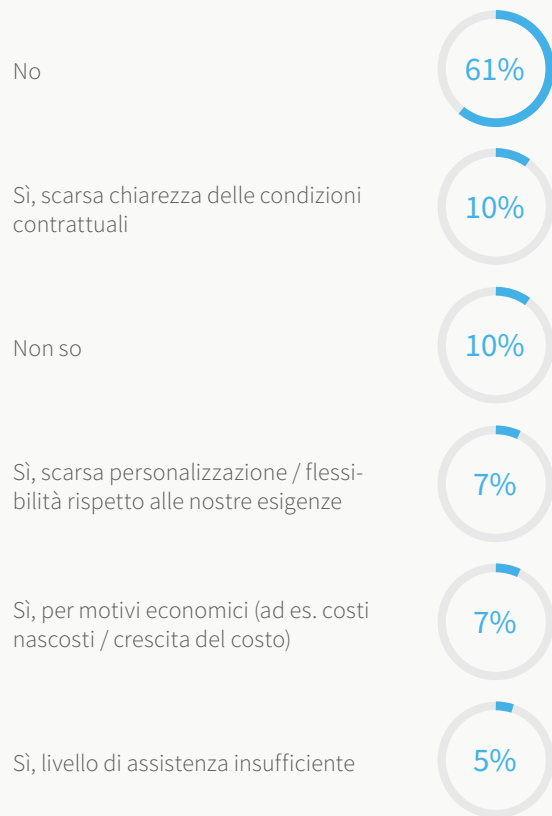 No
61%
Sì, scarsa chiarezza delle condizioni
contrattuali
10%
Non so
10%
Sì, scarsa personalizzazione / flessi-
bilità rispetto alle nostre esigenze
7%
Sì, per motivi economici (ad es. costi
nascosti / crescita del costo)
7%
Sì, livello di assistenza insufficiente
5%